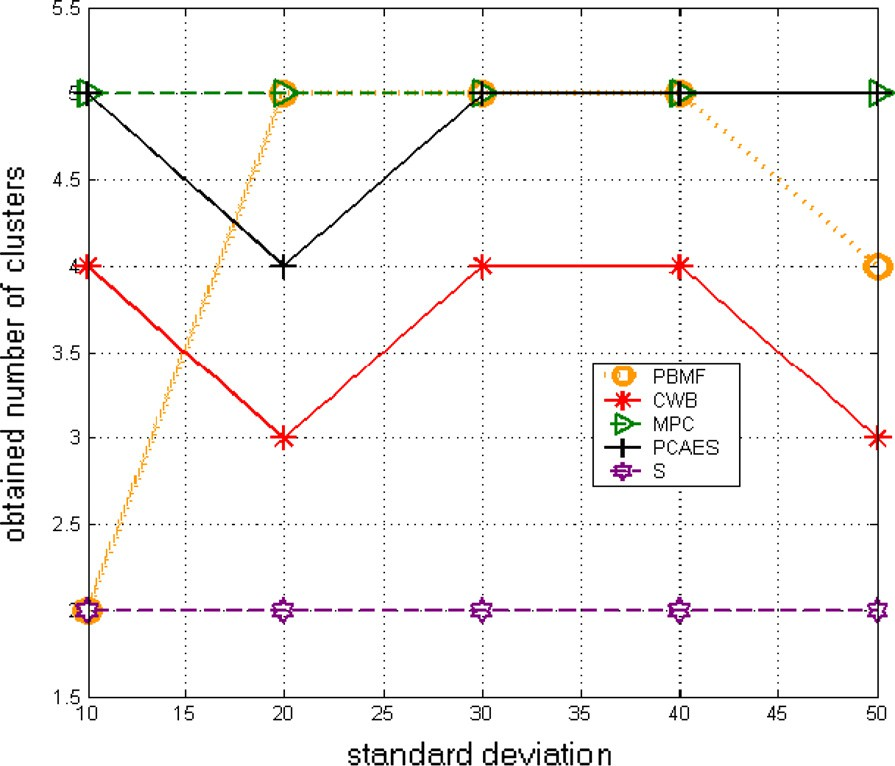 5.5
5
4.5
4
3.5
3
2.5
2
1.5
10 15 20 25 30 35 40 45 50
obtained number of clusters
standard deviation
PBMF
CWB
MPC
PCAES
S